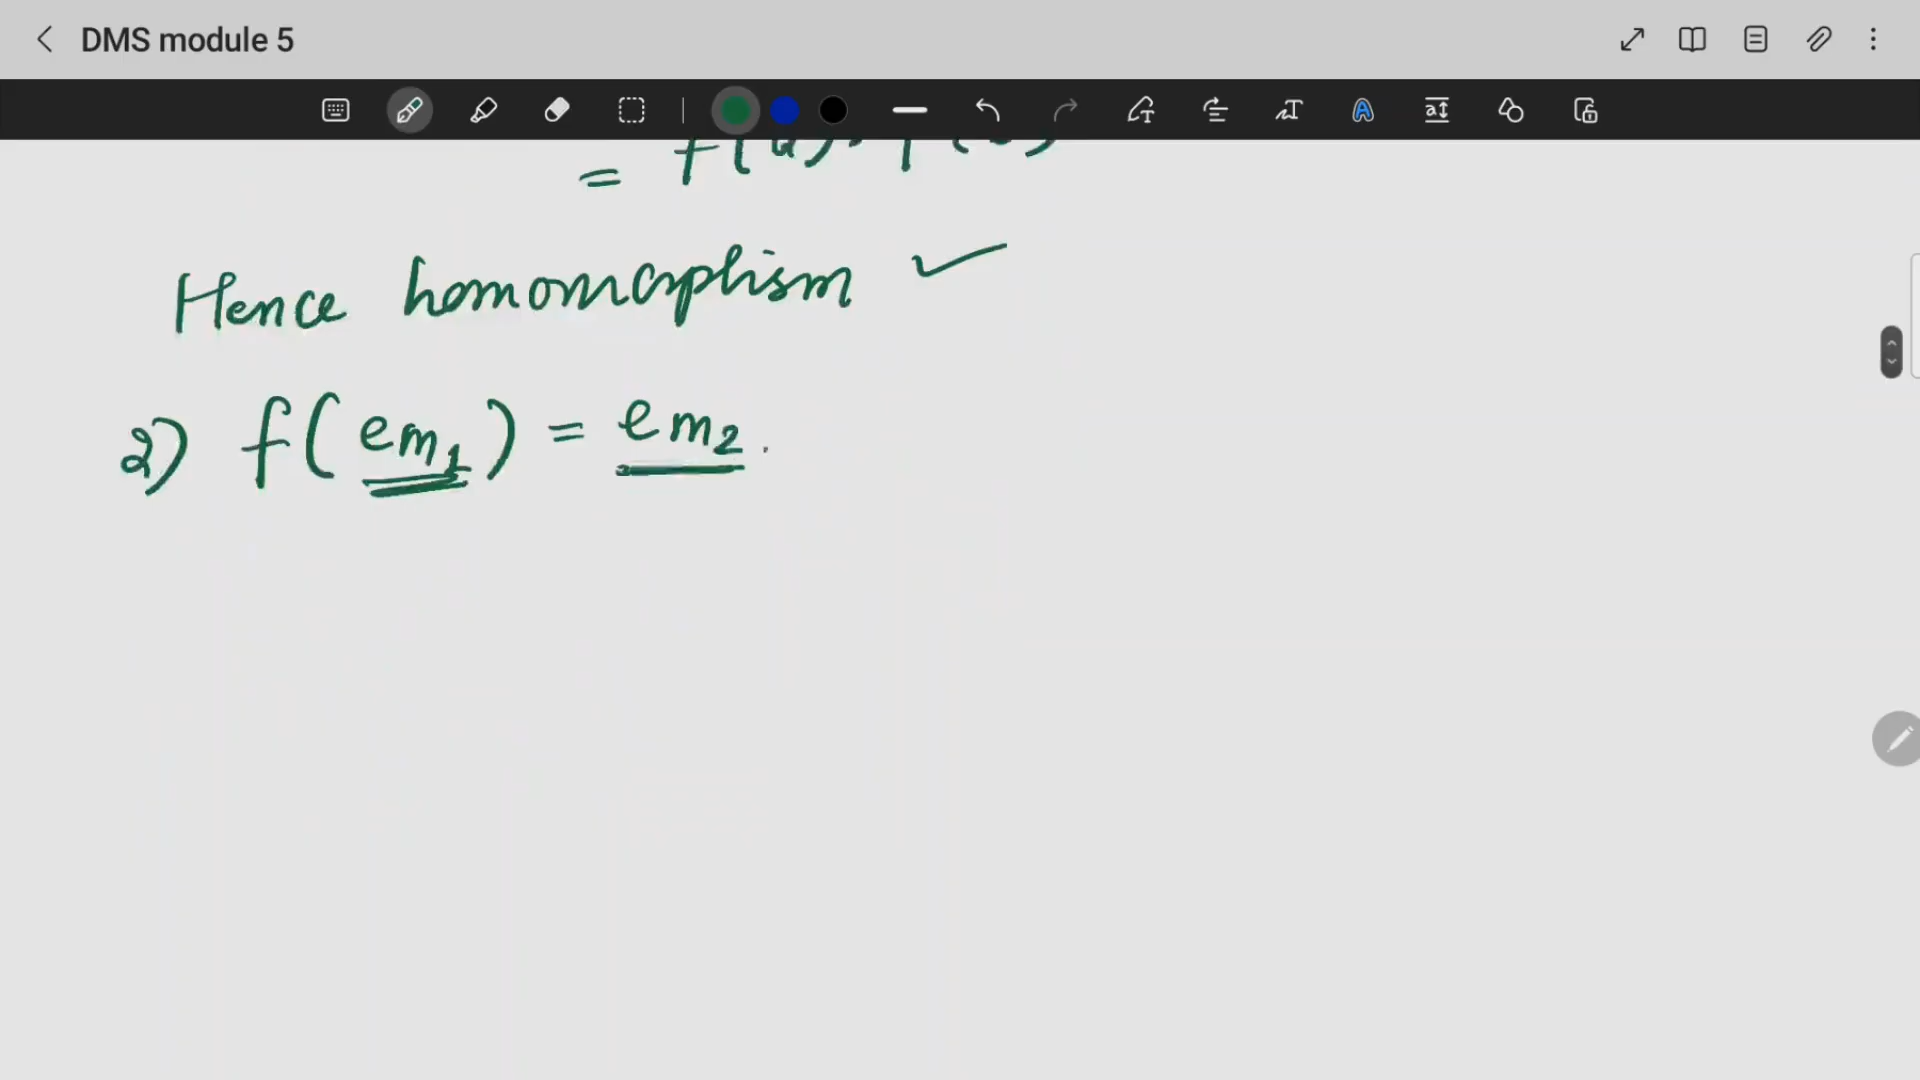 DMS module 5
= f(a) . f( )
Hence homomorphism ✓
2) f(em₁) = em₂.